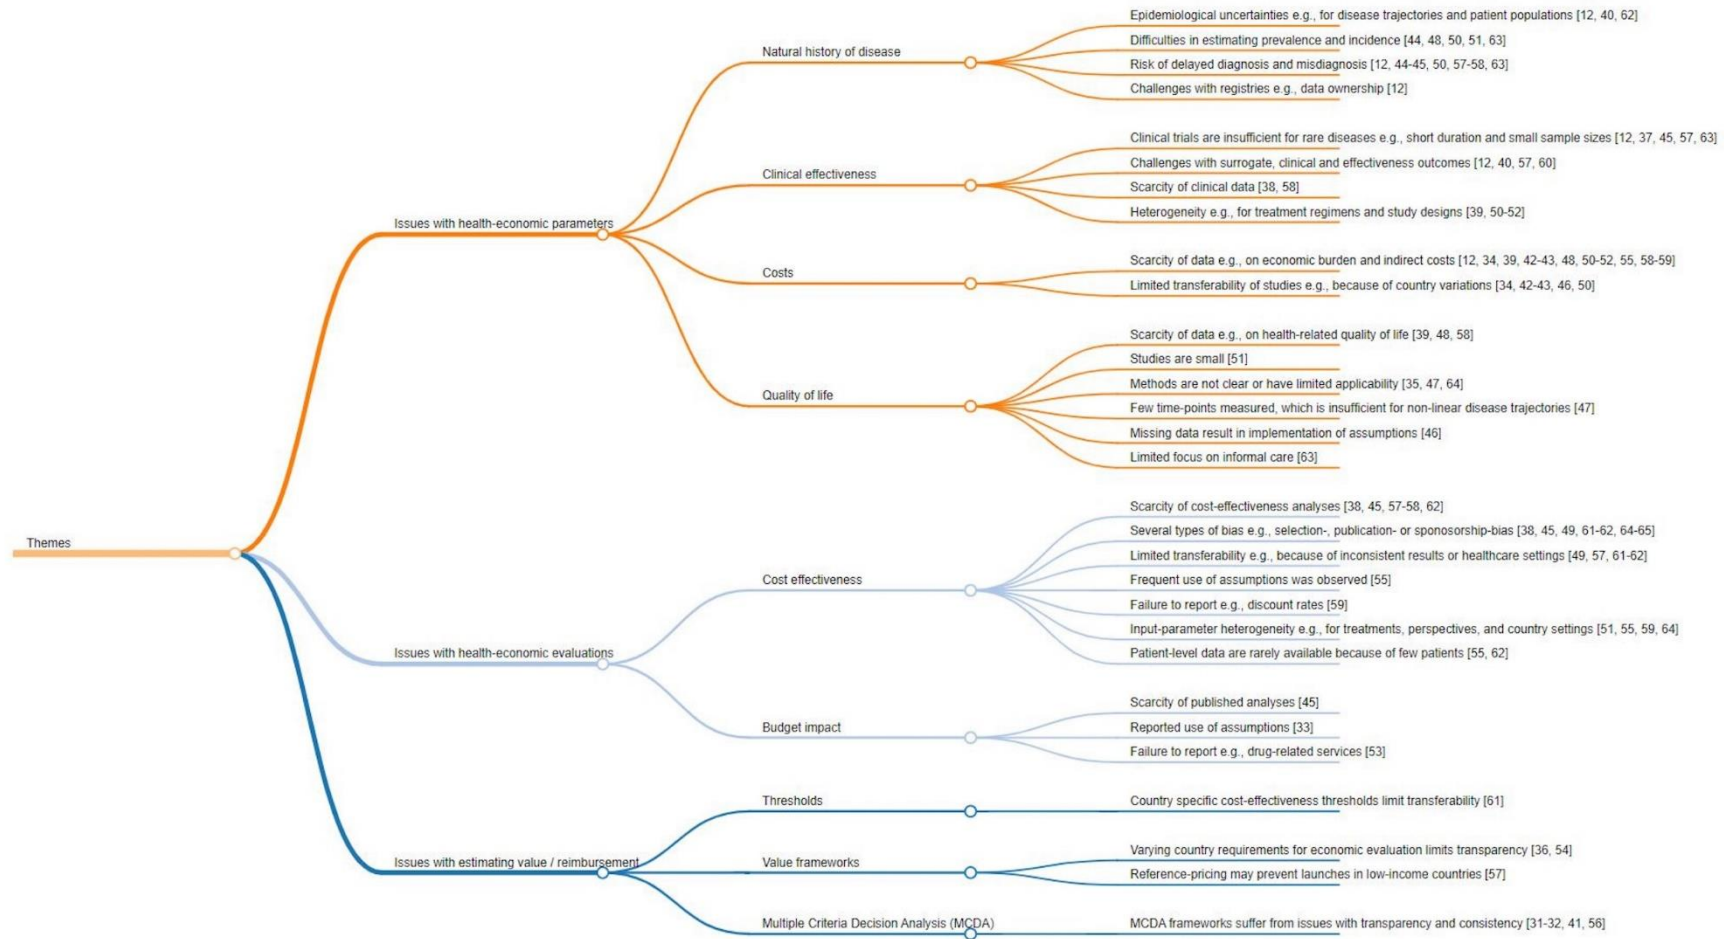 Themes
Issues with health-economic parameters
Natural history of disease
Epidemiological uncertainties e.g., for disease trajectories and patient populations [12, 40, 62]
Difficulties in estimating prevalence and incidence [44, 48, 50, 51, 63]
Risk of delayed diagnosis and misdiagnosis [12, 44-45, 50, 57-58, 63]
Challenges with registries e.g., data ownership [12]
Clinical effectiveness
Clinical trials are insufficient for rare diseases e.g., short duration and small sample sizes [12, 37, 45, 57, 63]
Challenges with surrogate, clinical and effectiveness outcomes [12, 40, 57, 60]
Scarcity of clinical data [38, 58]
Heterogeneity e.g., for treatment regimens and study designs [39, 50-52]
Costs
Scarcity of data e.g., on economic burden and indirect costs [12, 34, 39, 42-43, 48, 50-52, 55, 58-59]
Limited transferability of studies e.g., because of country variations [34, 42-43, 46, 50]
Quality of life
Scarcity of data e.g., on health-related quality of life [39, 48, 58]
Studies are small [51]
Methods are not clear or have limited applicability [35, 47, 64]
Few time-points measured, which is insufficient for non-linear disease trajectories [47]
Missing data result in implementation of assumptions [46]
Limited focus on informal care [63]
Issues with health-economic evaluations
Cost effectiveness
Scarcity of cost-effectiveness analyses [38, 45, 57-58, 62]
Several types of bias e.g., selection-, publication- or sponosorship-bias [38, 45, 49, 61-62, 64-65]
Limited transferability e.g., because of inconsistent results or healthcare settings [49, 57, 61-62]
Frequent use of assumptions was observed [55]
Failure to report e.g., discount rates [59]
Input-parameter heterogeneity e.g., for treatments, perspectives, and country settings [51, 55, 59, 64]
Patient-level data are rarely available because of few patients [55, 62]
Budget impact
Scarcity of published analyses [45]
Reported use of assumptions [33]
Failure to report e.g., drug-related services [53]
Issues with estimating value / reimbursement
Thresholds
Country specific cost-effectiveness thresholds limit transferability [61]
Value frameworks
Varying country requirements for economic evaluation limits transparency [36, 54]
Reference-pricing may prevent launches in low-income countries [57]
Multiple Criteria Decision Analysis (MCDA)
MCDA frameworks suffer from issues with transparency and consistency [31-32, 41, 56]